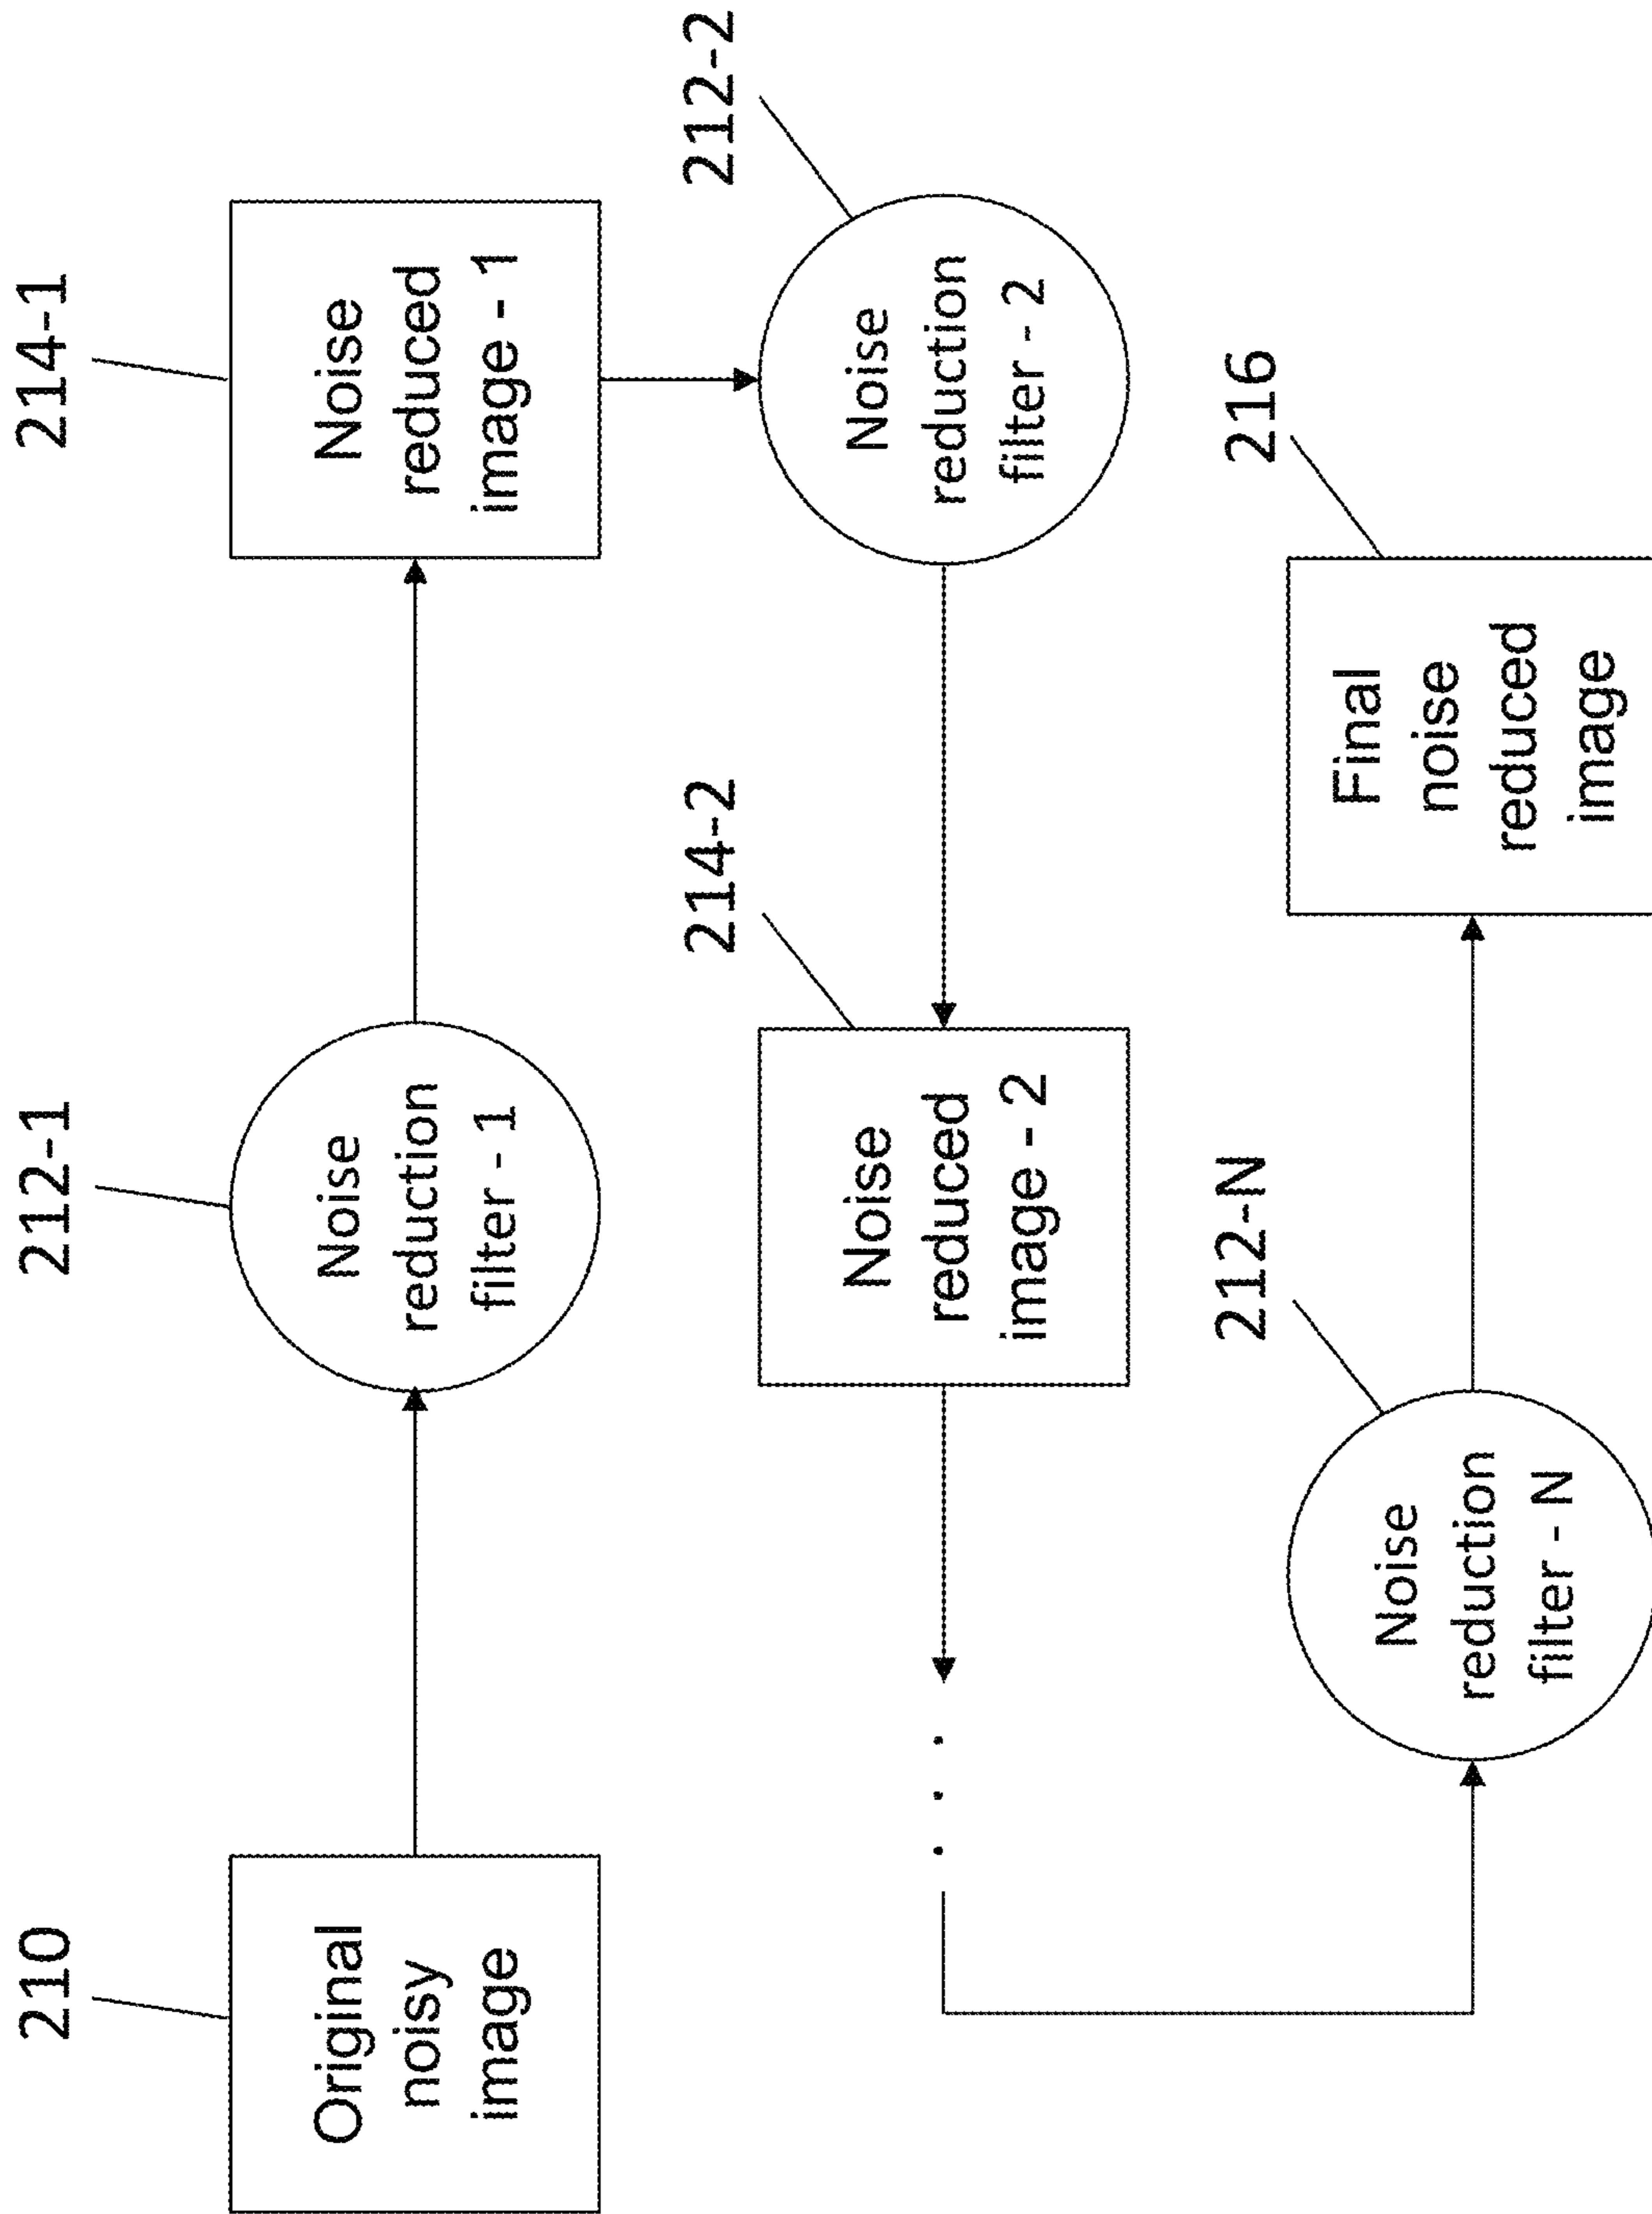 210
Original
noisy
image
212-1
Noise
reduction
filter - 1
214-1
Noise
reduced
image - 1
212-2
Noise
reduction
filter - 2
214-2
Noise
reduced
image - 2
. . .
212-N
Noise
reduction
filter - N
216
Final
noise
reduced
image